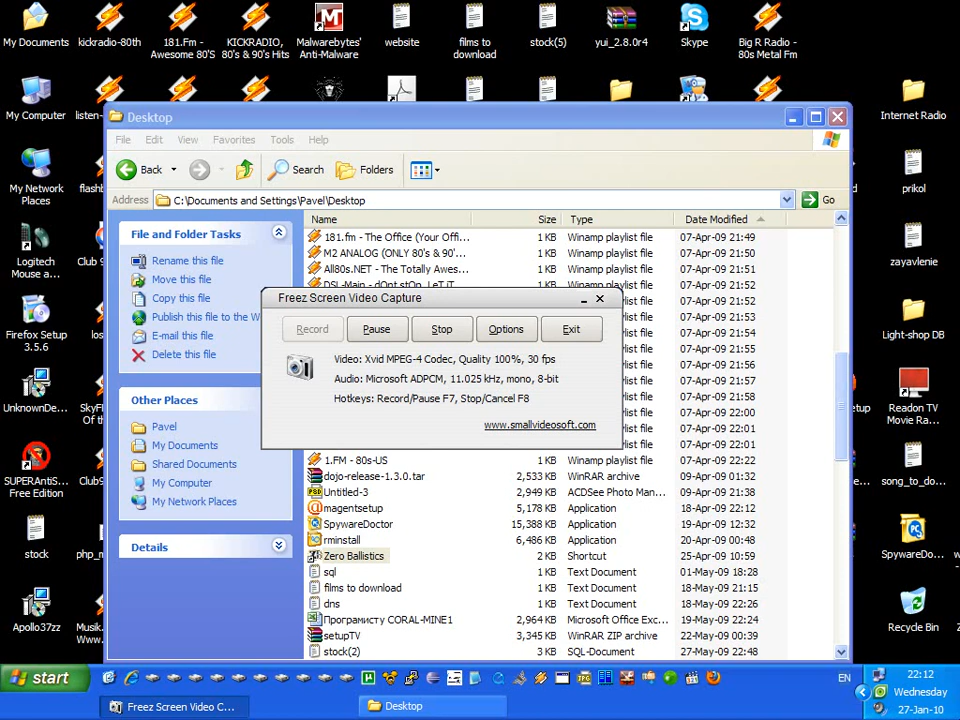 My Documents
kickradio-80th
181.Fm - Awesome 80'S
KICKRADIO, 80's & 90's Hits
Malwarebytes' Anti-Malware
website
films to download
stock(5)
yui_2.8.0r4
Skype
Big R Radio - 80s Metal Fm
My Computer
listen-
Internet Radio
My Network Places
flashb
prikol
Logitech Mouse a...
Club 9
zayavlenie
Firefox Setup 3.5.6
los
Light-shop DB
UnknownDe...
SkyF
Of th
Readon TV Movie Ra...
SUPERAntiS... Free Edition
Club9
song_to_do...
stock
php_m
SpywareDo...
Apollo37zz
Musik.
Www.
Recycle Bin
Desktop
File Edit View Favorites Tools Help
Back Search Folders
Address C:\Documents and Settings\Pavel\Desktop Go
File and Folder Tasks
Rename this file
Move this file
Copy this file
Publish this file to the W
E-mail this file
Delete this file
Other Places
Pavel
My Documents
Shared Documents
My Computer
My Network Places
Details
Name Size Type Date Modified
181.fm - The Office (Your Offi... 1 KB Winamp playlist file 07-Apr-09 21:49
M2 ANALOG (ONLY 80's & 90'... 1 KB Winamp playlist file 07-Apr-09 21:50
All80s.NET - The Totally Awes... 1 KB Winamp playlist file 07-Apr-09 21:51
DSL-Main - dOnt stOp, LeT iT... 1 KB Winamp playlist file 07-Apr-09 21:51
07-Apr-09 21:52
07-Apr-09 21:53
07-Apr-09 21:54
07-Apr-09 21:55
07-Apr-09 21:56
07-Apr-09 21:57
07-Apr-09 21:58
07-Apr-09 22:00
07-Apr-09 22:01
07-Apr-09 22:01
1.FM - 80s-US 1 KB Winamp playlist file 07-Apr-09 22:22
dojo-release-1.3.0.tar 2,533 KB WinRAR archive 09-Apr-09 01:32
Untitled-3 2,949 KB ACDSee Photo Man... 09-Apr-09 21:38
magentsetup 5,178 KB Application 18-Apr-09 22:12
SpywareDoctor 15,388 KB Application 19-Apr-09 12:32
rminstall 6,486 KB Application 20-Apr-09 00:48
Zero Ballistics 2 KB Shortcut 25-Apr-09 10:59
sql 1 KB Text Document 01-May-09 18:28
films to download 1 KB Text Document 18-May-09 21:15
dns 1 KB Text Document 18-May-09 22:26
Програмисту CORAL-MINE1 2,964 KB Microsoft Office Exc... 19-May-09 22:24
setupTV 3,345 KB WinRAR ZIP archive 22-May-09 00:39
stock(2) 3 KB SQL-Document 27-May-09 22:48
Freez Screen Video Capture
Record Pause Stop Options Exit
Video: Xvid MPEG-4 Codec, Quality 100%, 30 fps
Audio: Microsoft ADPCM, 11.025 kHz, mono, 8-bit
Hotkeys: Record/Pause F7, Stop/Cancel F8
www.smallvideosoft.com
start
EN
22:12
Wednesday
27-Jan-10
Freez Screen Video C...
Desktop